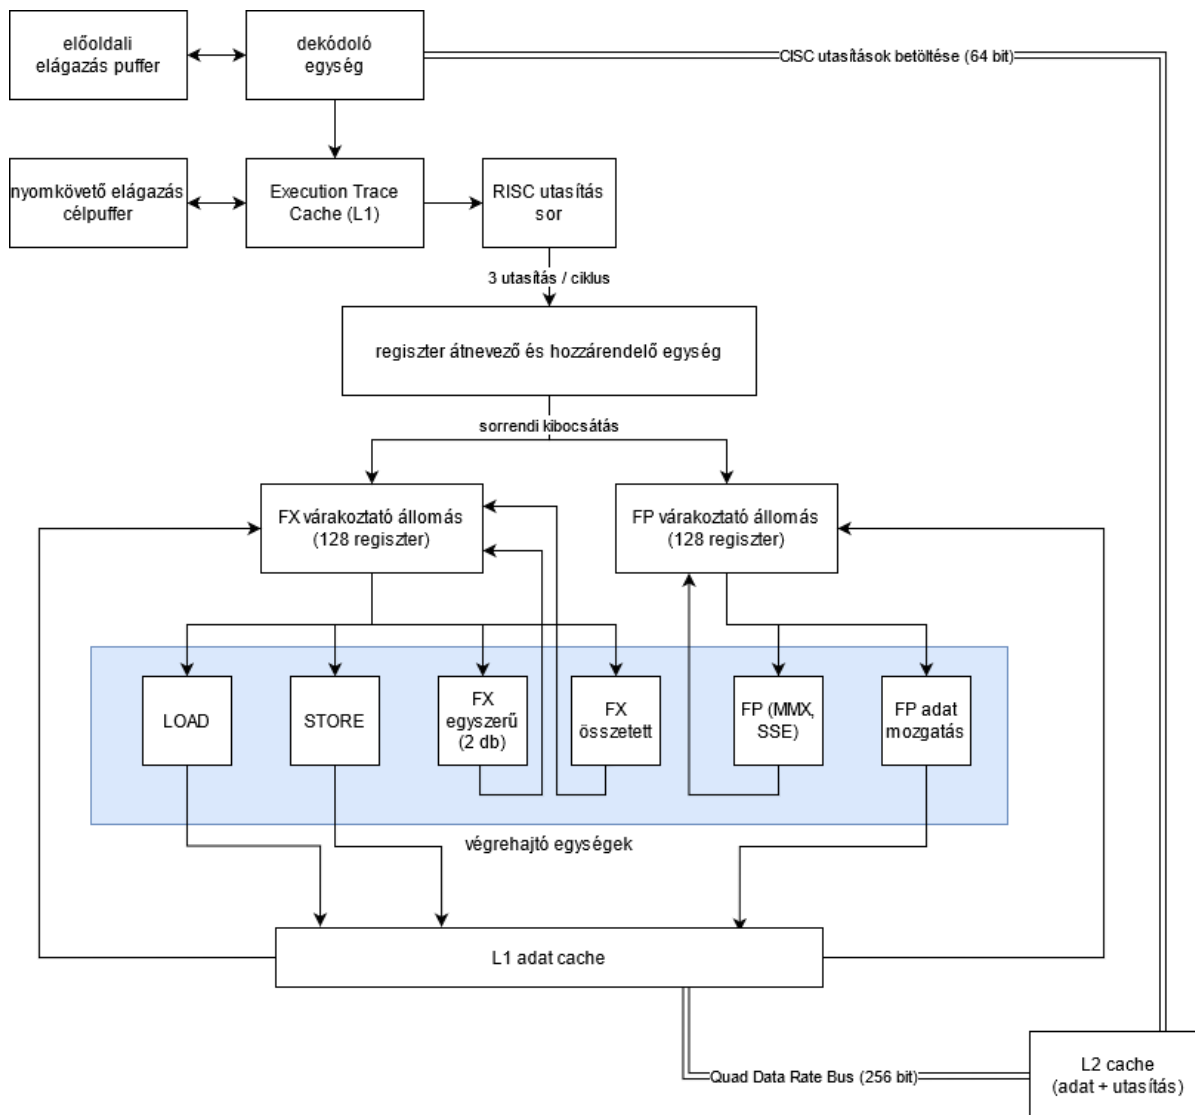 előoldali
elágazás puffer
dekódoló
egység
CISC utasítások betöltése (64 bit)
nyomkövető elágazás
célpuffer
Execution Trace
Cache (L1)
RISC utasítás
sor
3 utasítás / ciklus
regiszter átnevező és hozzárendelő egység
sorrendi kibocsátás
FX várakoztató állomás
(128 regiszter)
FP várakoztató állomás
(128 regiszter)
LOAD
STORE
FX
egyszerű
(2 db)
FX
összetett
FP (MMX,
SSE)
FP adat
mozgatás
végrehajtó egységek
L1 adat cache
Quad Data Rate Bus (256 bit)
L2 cache
(adat + utasítás)